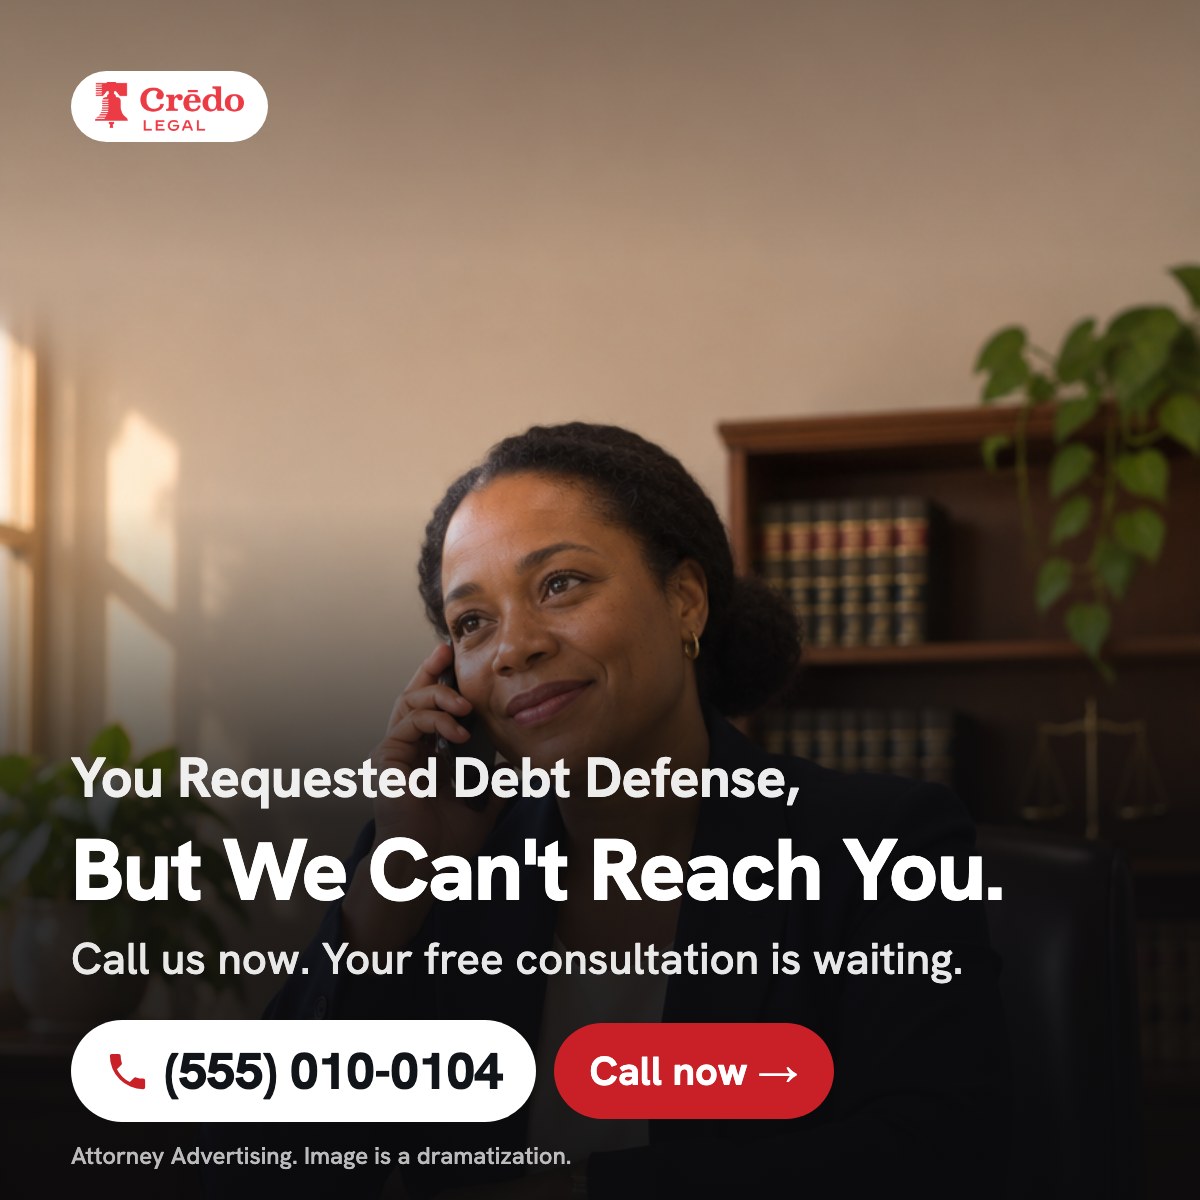 Crēdo
LEGAL
You Requested Debt Defense,
But We Can't Reach You.
Call us now. Your free consultation is waiting.
(555) 010-0104
Call now →
Attorney Advertising. Image is a dramatization.